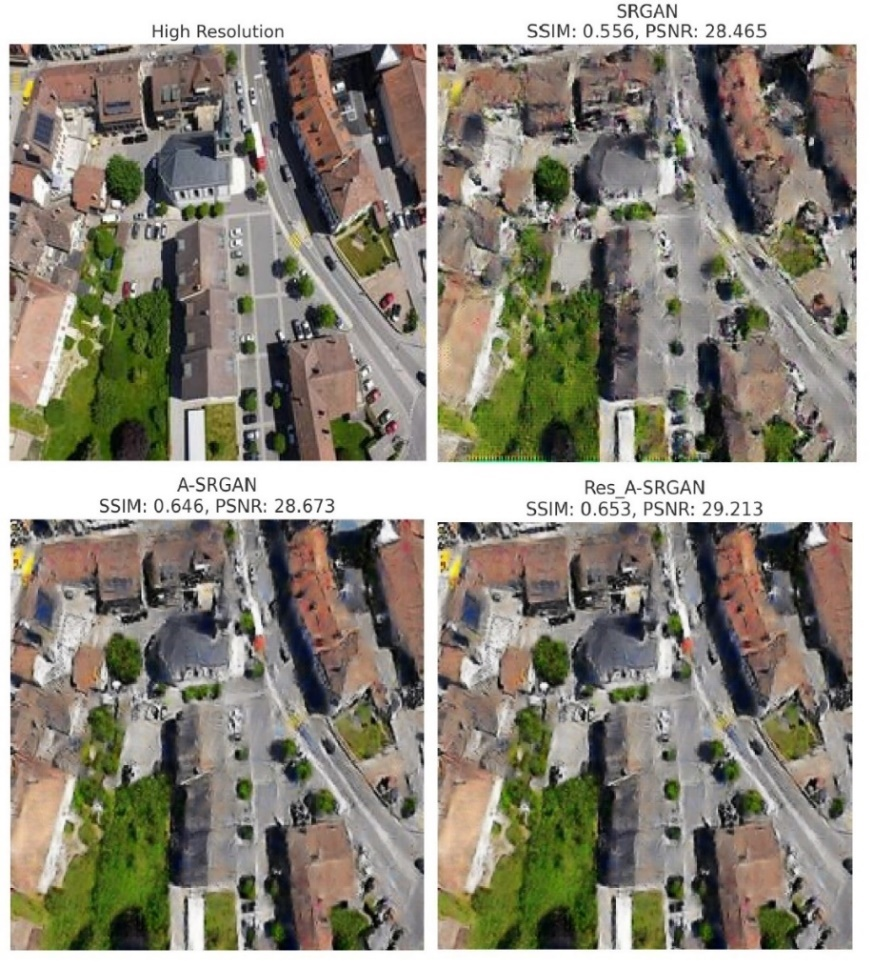 High Resolution
SRGAN
SSIM: 0.556, PSNR: 28.465
A-SRGAN
SSIM: 0.646, PSNR: 28.673
Res_A-SRGAN
SSIM: 0.653, PSNR: 29.213